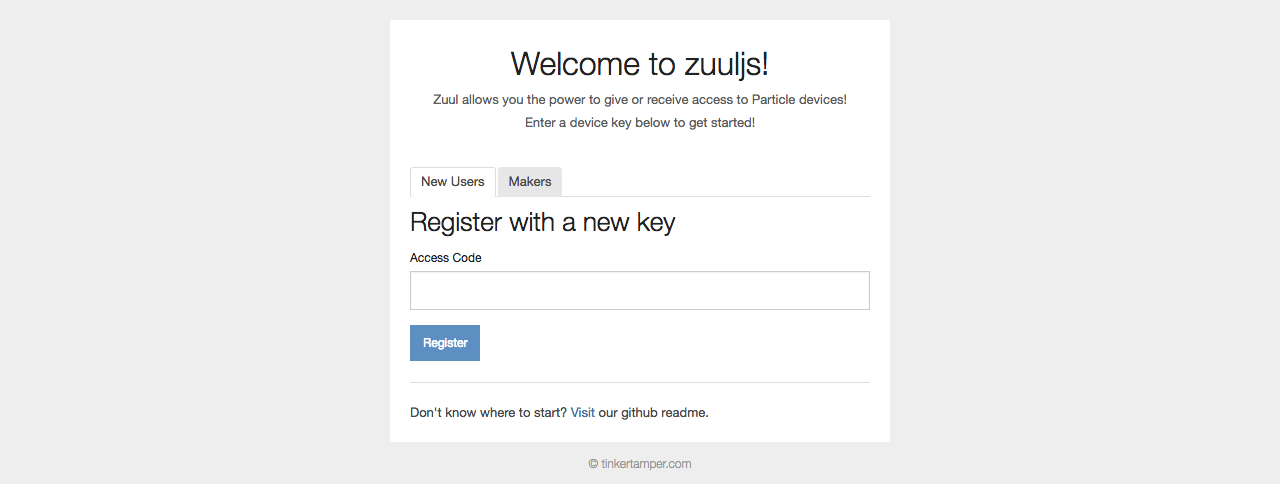 Welcome to zuuljs!
Zuul allows you the power to give or receive access to Particle devices!
Enter a device key below to get started!
New Users
Makers
Register with a new key
Access Code
Register
Don't know where to start? Visit our github readme.
© tinkertamper.com